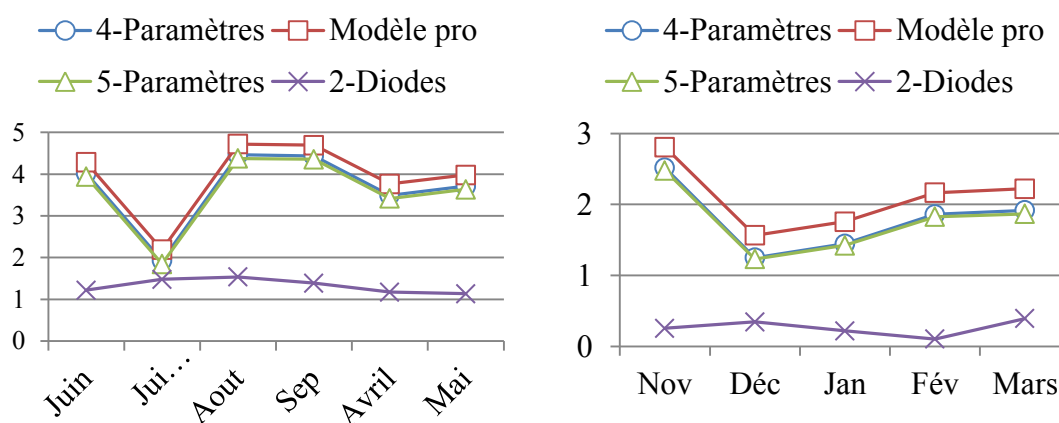 4-Paramètres Modèle pro
5-Paramètres 2-Diodes
5
4
3
2
1
0
Juin Jui… Aout Sep Avril Mai
4-Paramètres Modèle pro
5-Paramètres 2-Diodes
3
2
1
0
Nov Déc Jan Fév Mars